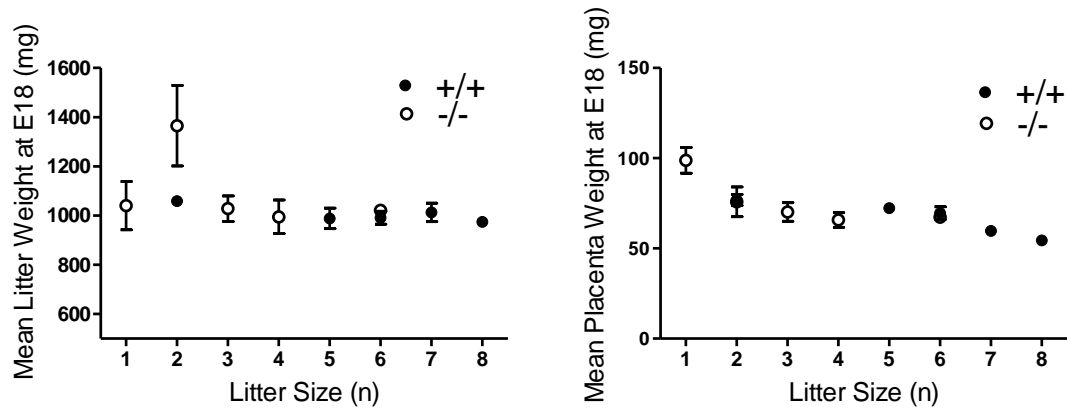 Mean Litter Weight at E18 (mg)
1600
1400
1200
1000
800
600
+/+
-/-
1 2 3 4 5 6 7 8
Litter Size (n)
Mean Placenta Weight at E18 (mg)
150
100
50
0
+/+
-/-
1 2 3 4 5 6 7 8
Litter Size (n)